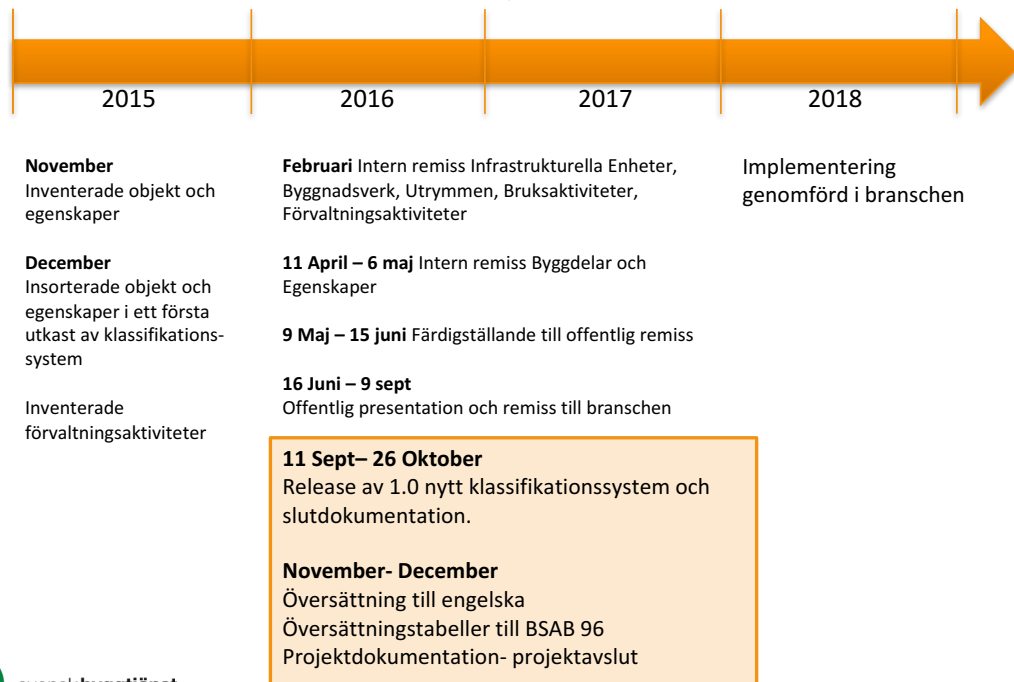 2015
2016
2017
2018
November
Inventerade objekt och
egenskaper
December
Insorterade objekt och
egenskaper i ett första
utkast av klassifikations-
system
Inventerade
förvaltningsaktiviteter
Februari Intern remiss Infrastrukturella Enheter,
Byggnadsverk, Utrymmen, Bruksaktiviteter,
Förvaltningsaktiviteter
11 April – 6 maj Intern remiss Byggdelar och
Egenskaper
9 Maj – 15 juni Färdigställande till offentlig remiss
16 Juni – 9 sept
Offentlig presentation och remiss till branschen
11 Sept– 26 Oktober
Release av 1.0 nytt klassifikationssystem och
slutdokumentation.
November- December
Översättning till engelska
Översättningstabeller till BSAB 96
Projektdokumentation- projektavslut
Implementering
genomförd i branschen